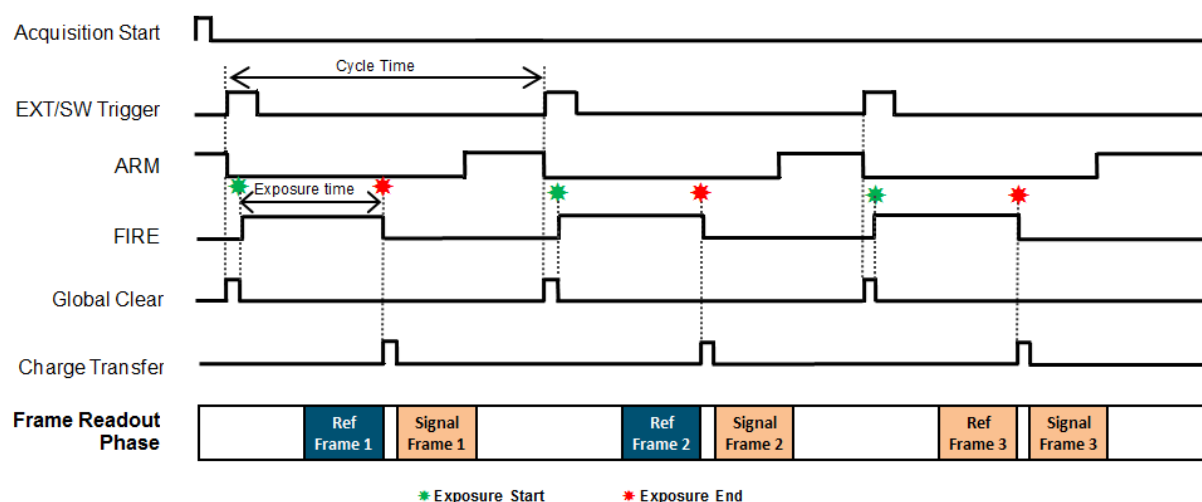 Acquisition Start
Cycle Time
EXT/SW Trigger
ARM
Exposure time
FIRE
Global Clear
Charge Transfer
Frame Readout
Phase
Ref
Frame 1
Signal
Frame 1
Ref
Frame 2
Signal
Frame 2
Ref
Frame 3
Signal
Frame 3
Exposure Start
Exposure End